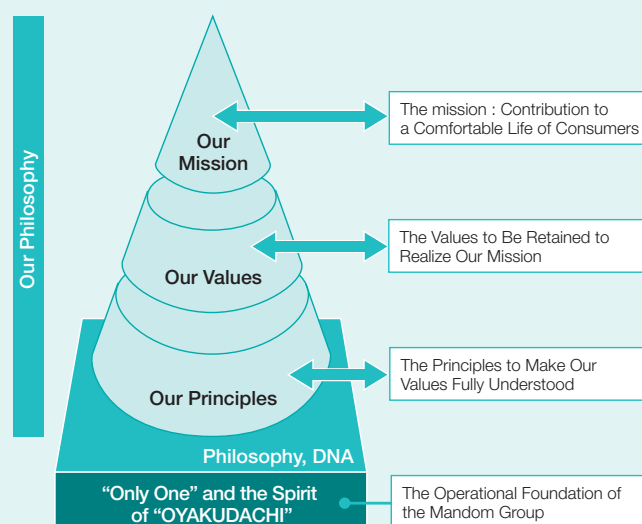 Our Philosophy
Our
Mission
The mission : Contribution to
a Comfortable Life of Consumers
Our Values
The Values to Be Retained to
Realize Our Mission
Our Principles
The Principles to Make Our
Values Fully Understood
Philosophy, DNA
“Only One” and the Spirit
of “OYAKUDACHI”
The Operational Foundation of
the Mandom Group